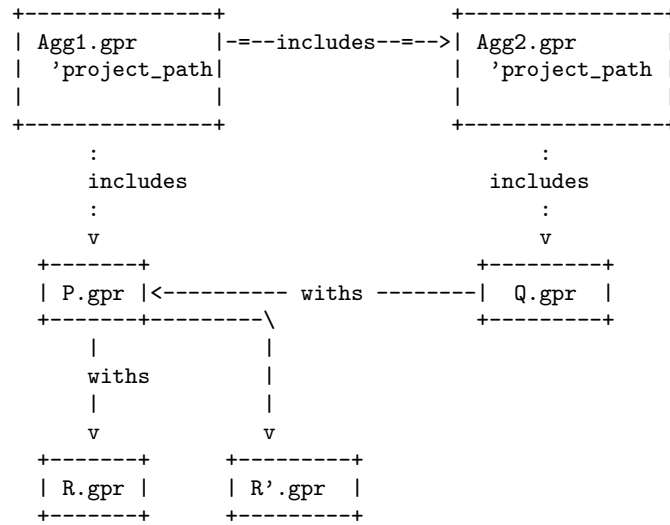 +---------------+                  +----------------+
| Agg1.gpr      |-=--includes--=-->| Agg2.gpr       |
|  'project_path|                  |  'project_path |
|               |                  |                |
+---------------+                  +----------------+
      :                                   :
      includes                        includes
      :                                   :
      v                                   v
  +-------+                          +---------+
  | P.gpr |<---------- withs --------|  Q.gpr  |
  +-------+---------\                +---------+
      |             |
      withs         |
      |             |
      v             v
  +-------+      +---------+
  | R.gpr |      | R'.gpr  |
  +-------+      +---------+